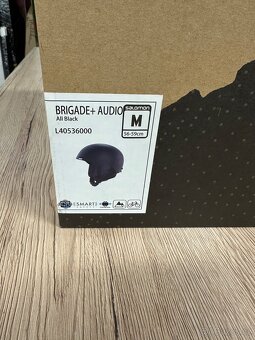 BRIGADE+ AUDIO
All Black
L40536000
salomon
M
56-59cm